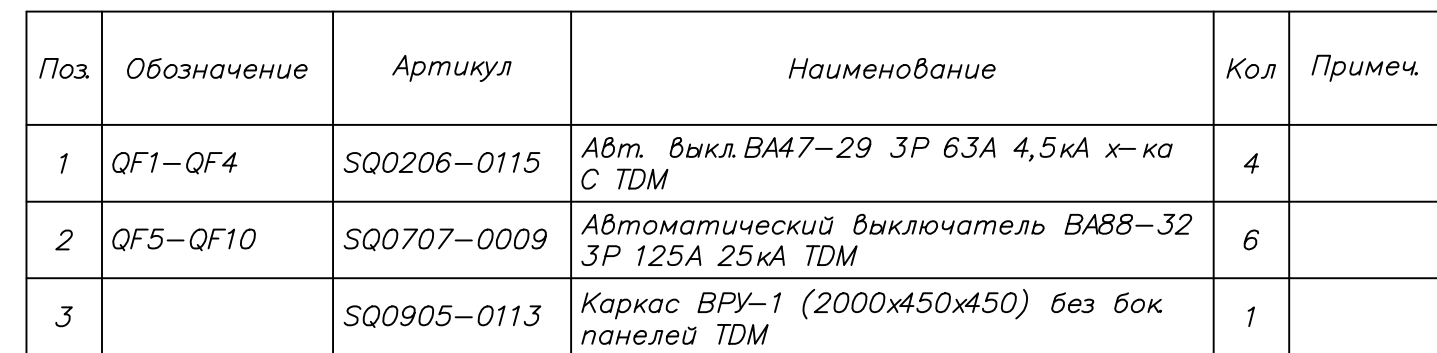 Поз. Обозначение Артикул Наименование Кол Примеч.
1 QF1-QF4 SQ0206-0115 Авт. выкл.ВА47-29 3Р 63А 4,5кА х-ка
С TDM 4
2 QF5-QF10 SQ0707-0009 Автоматический выключатель ВА88-32
3Р 125А 25кА TDM 6
3 SQ0905-0113 Каркас ВРУ-1 (2000х450х450) без бок.
панелей TDM 1